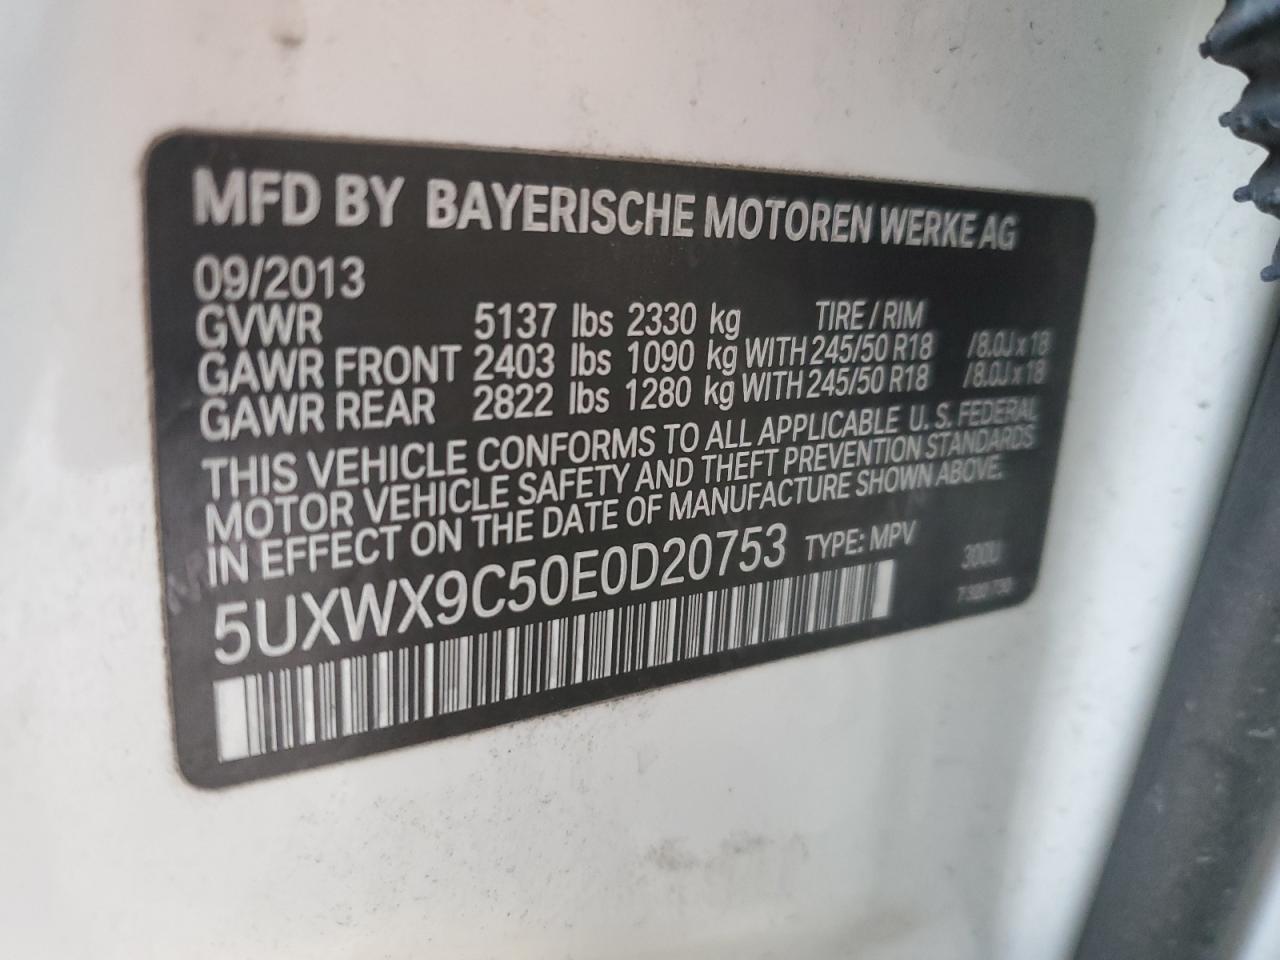 MFD BY BAYERISCHE MOTOREN WERKE AG
09/2013
GVWR 5137 lbs 2330 kg TIRE / RIM
GAWR FRONT 2403 lbs 1090 kg WITH 245/50 R18 /8.0J x 18
GAWR REAR 2822 lbs 1280 kg WITH 245/50 R18 /8.0J x 18
THIS VEHICLE CONFORMS TO ALL APPLICABLE U. S. FEDERAL
MOTOR VEHICLE SAFETY AND THEFT PREVENTION STANDARDS
IN EFFECT ON THE DATE OF MANUFACTURE SHOWN ABOVE.
5UXWX9C50E0D20753 TYPE: MPV 300U